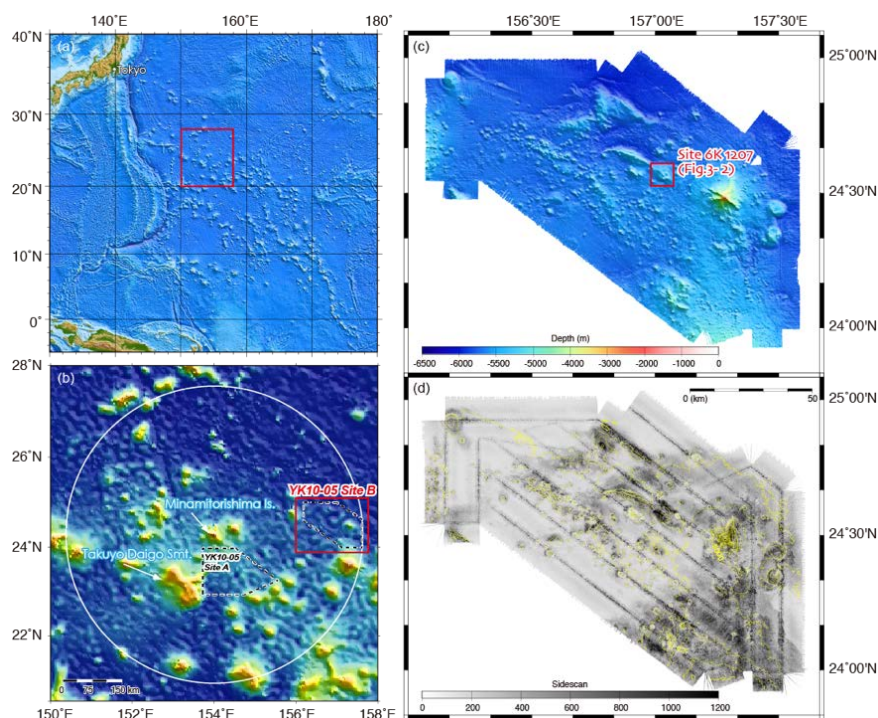 140° 160° 180°
(a)
40°N
Tokyo
30°N
20°N
10°N
0°
156°30'E 157°00'E 157°30'E
(c)
25°00'N
Site 6K 1207
(Fig.3- 2)
24°30'N
24°00'N
Depth (m)
-6500 -6000 -5500 -5000 -4000 -3000 -2000 -1000 0
28°N
(b)
26°N
YK10-05 Site B
Minamitorishima Is.
24°N
Takuyo Daigo Smt.
YK10-05
Site A
22°N
0 75 150 km
150°E 152°E 154°E 156°E 158°E
(d)
0 (km) 50
25°00'N
24°30'N
24°00'N
Sidescan
0 200 400 600 800 1000 1200